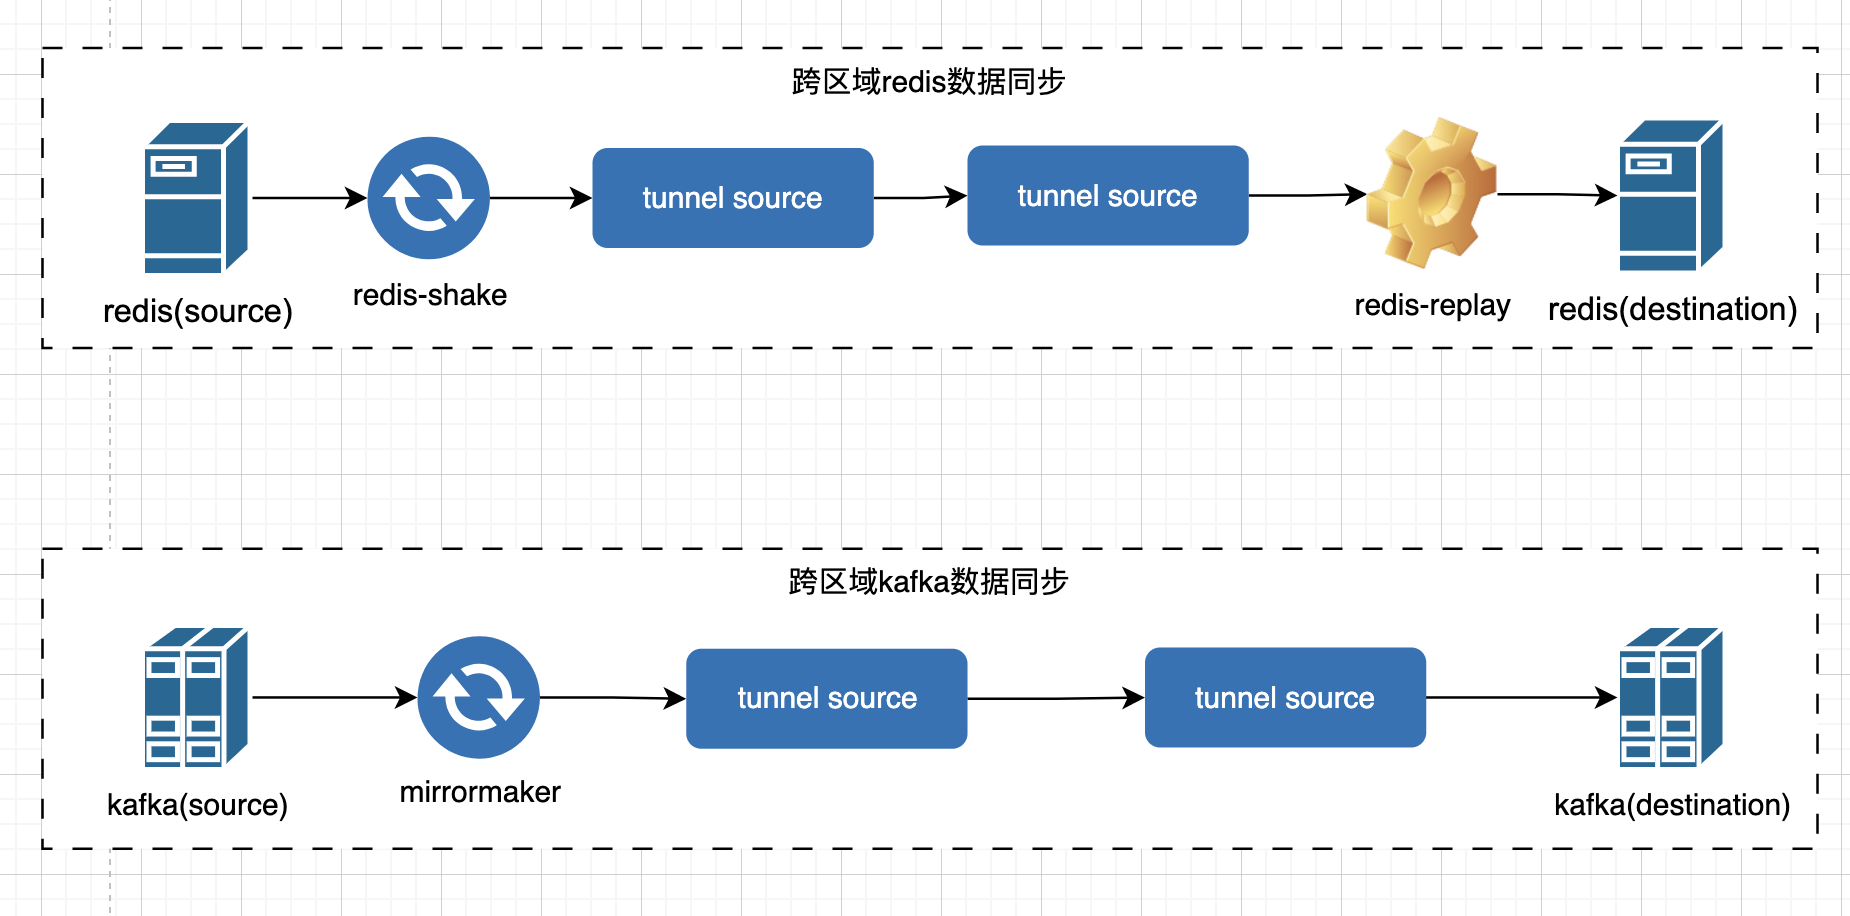 跨区域redis数据同步
tunnel source
tunnel source
redis-shake
redis-replay
redis(source)
redis(destination)
跨区域kafka数据同步
tunnel source
tunnel source
mirrormaker
kafka(source)
kafka(destination)